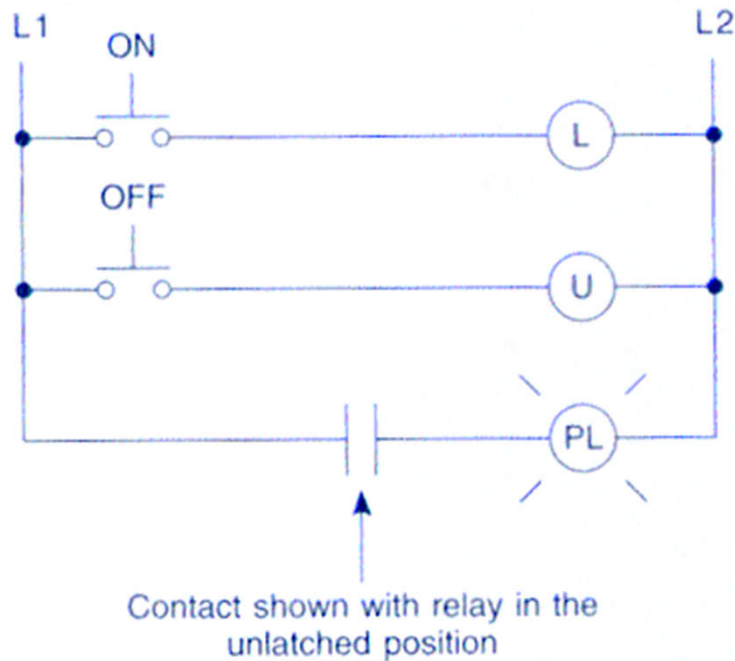 L1
L2
ON
L
OFF
U
PL
Contact shown with relay in the
unlatched position